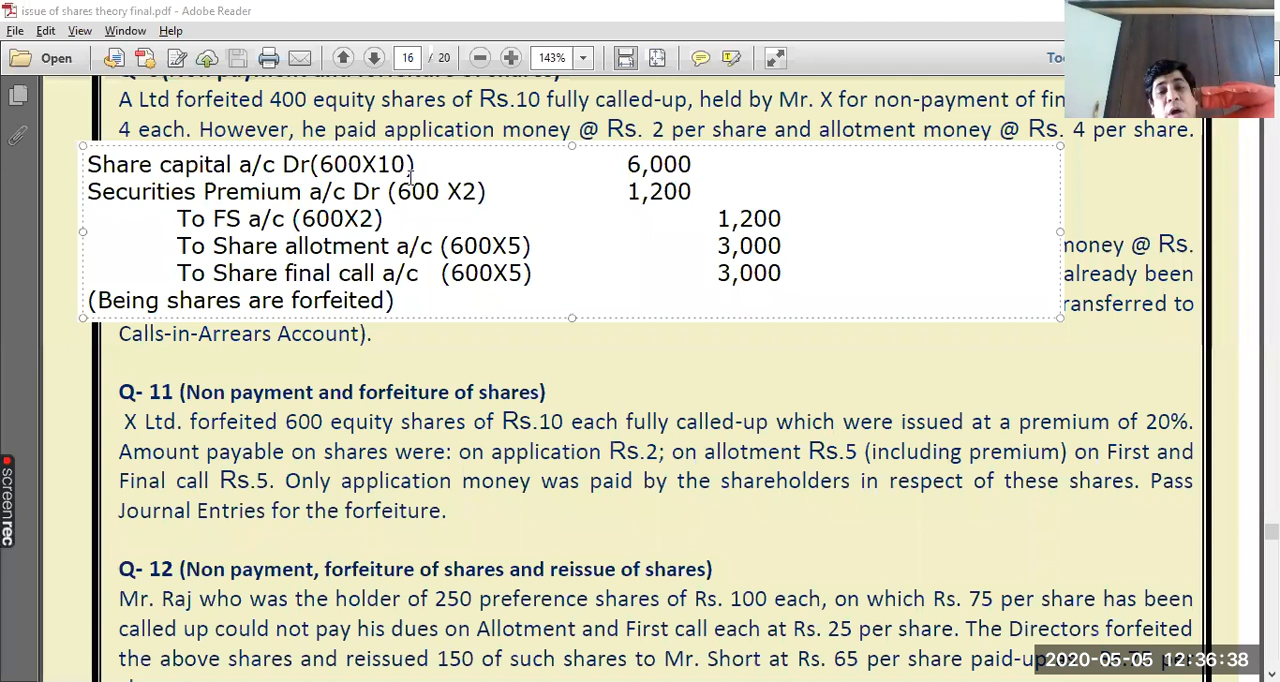 issue of shares theory final.pdf - Adobe Reader
File Edit View Window Help
Open 16 / 20 143%
A Ltd forfeited 400 equity shares of Rs.10 fully called-up, held by Mr. X for non-payment of
4 each. However, he paid application money @ Rs. 2 per share and allotment money @ Rs. 4 per share.
Share capital a/c Dr(600X10) 6,000
Securities Premium a/c Dr (600 X2) 1,200
To FS a/c (600X2) 1,200
To Share allotment a/c (600X5) 3,000
money @ Rs.
To Share final call a/c (600X5) 3,000
already been
(Being shares are forfeited)
ransferred to
Calls-in-Arrears Account).
Q- 11 (Non payment and forfeiture of shares)
X Ltd. forfeited 600 equity shares of Rs.10 each fully called-up which were issued at a premium of 20%.
Amount payable on shares were: on application Rs.2; on allotment Rs.5 (including premium) on First and
Final call Rs.5. Only application money was paid by the shareholders in respect of these shares. Pass
Journal Entries for the forfeiture.
Q- 12 (Non payment, forfeiture of shares and reissue of shares)
Mr. Raj who was the holder of 250 preference shares of Rs. 100 each, on which Rs. 75 per share has been
called up could not pay his dues on Allotment and First call each at Rs. 25 per share. The Directors forfeited
the above shares and reissued 150 of such shares to Mr. Short at Rs. 65 per share paid-up
2020-05-05 12:36:38
screenrec